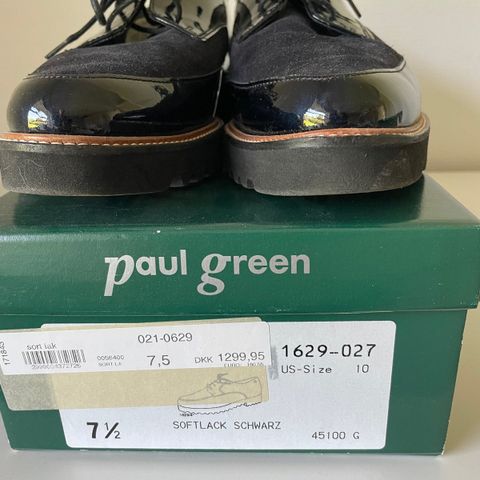 paul green
171845
sort lak
021-0629
0056400
SORT LA
7,5
DKK 1299,95
1629-027
US-Size 10
7½
SOFTLACK SCHWARZ
45100 G